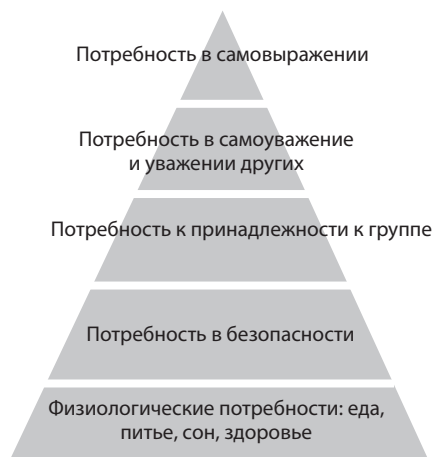 Потребность в самовыражении
Потребность в самоуважение
и уважении других
Потребность к принадлежности к группе
Потребность в безопасности
Физиологические потребности: еда,
питье, сон, здоровье